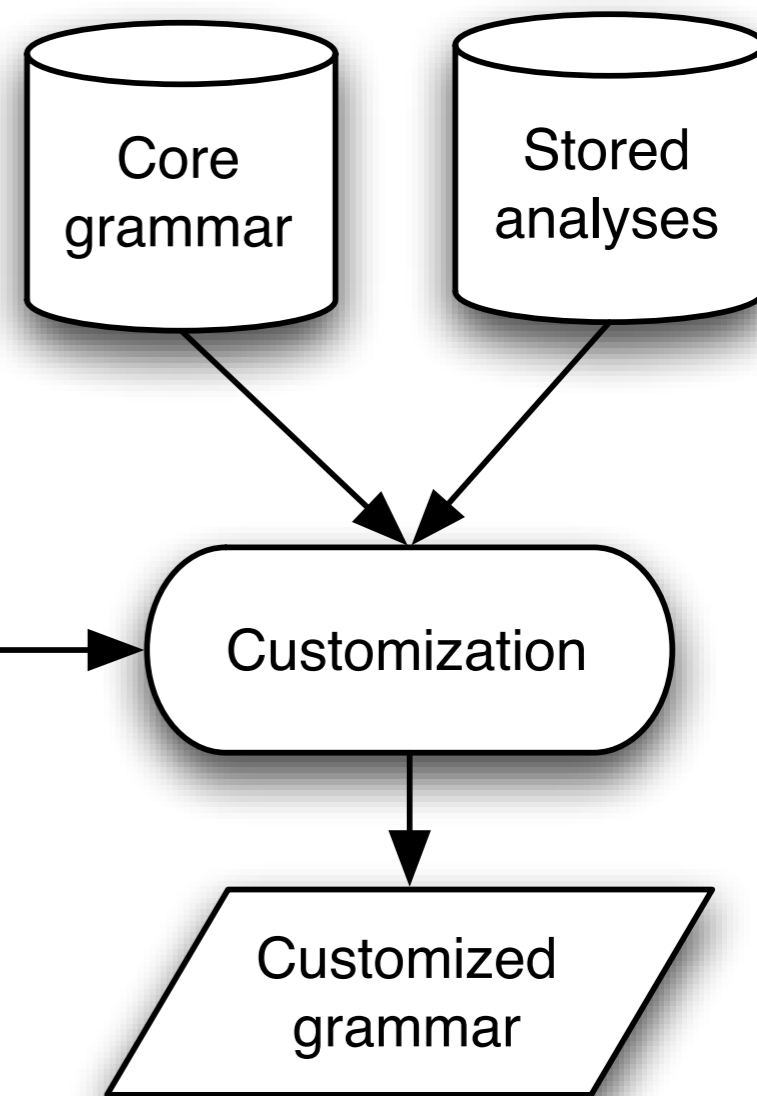 Core
grammar
Stored
analyses
Customization
Customized
grammar